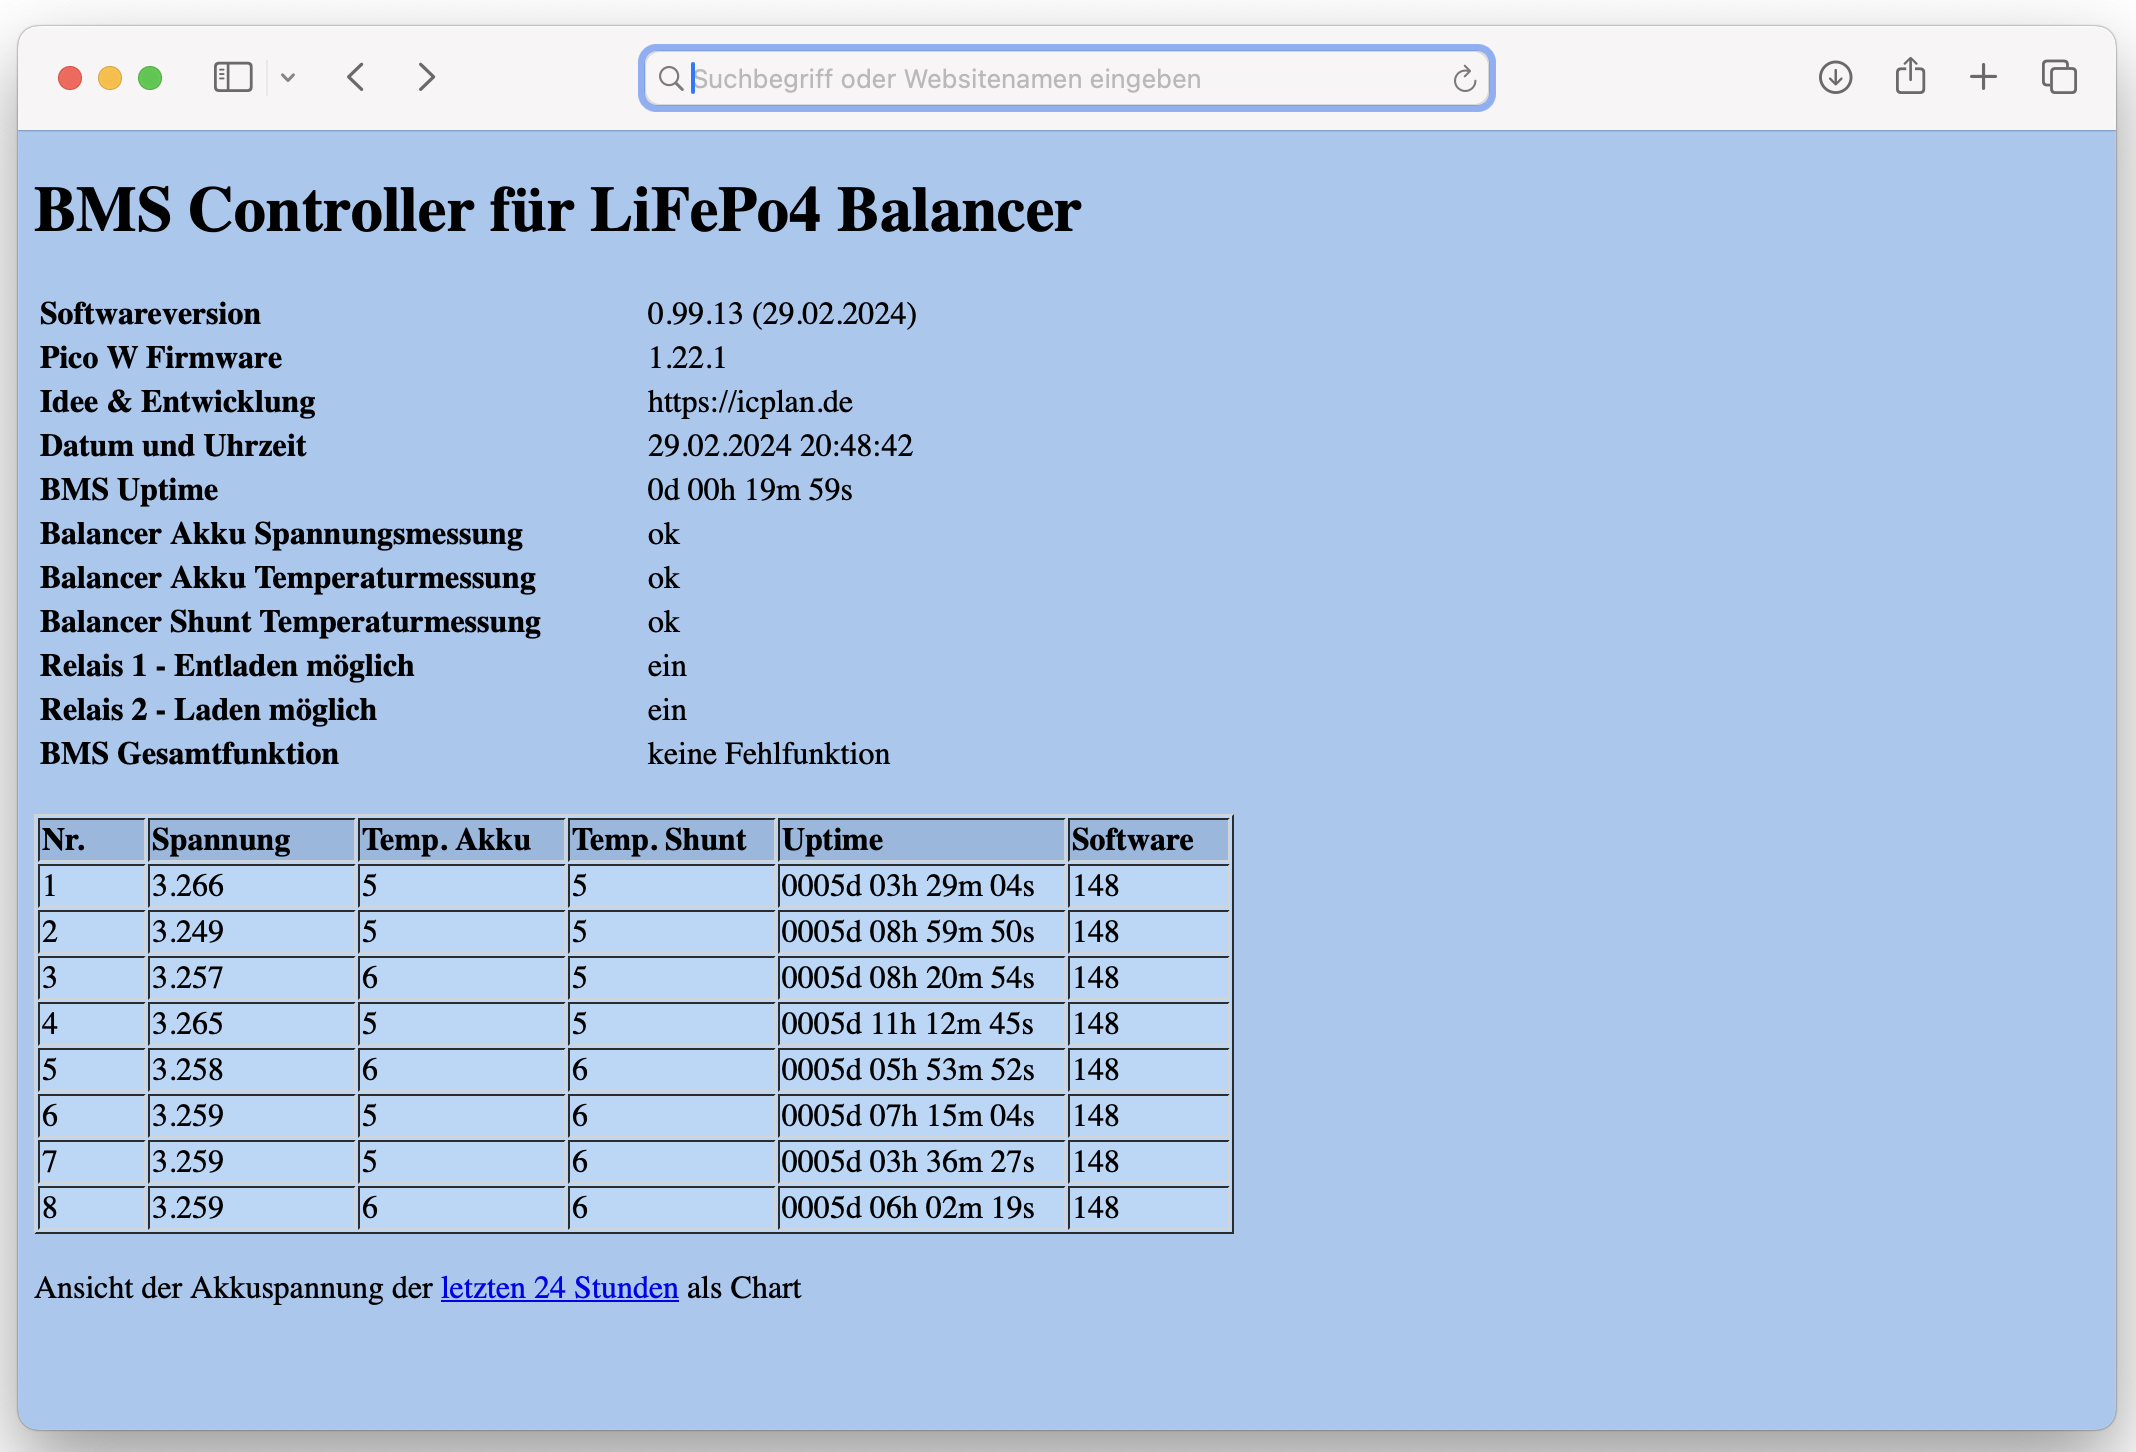 Suchbegriff oder Websitenamen eingeben
BMS Controller für LiFePo4 Balancer
Softwareversion 0.99.13 (29.02.2024)
Pico W Firmware 1.22.1
Idee & Entwicklung https://icplan.de
Datum und Uhrzeit 29.02.2024 20:48:42
BMS Uptime 0d 00h 19m 59s
Balancer Akku Spannungsmessung ok
Balancer Akku Temperaturmessung ok
Balancer Shunt Temperaturmessung ok
Relais 1 - Entladen möglich ein
Relais 2 - Laden möglich ein
BMS Gesamtfunktion keine Fehlfunktion
Nr. Spannung Temp. Akku Temp. Shunt Uptime Software
1 3.266 5 5 0005d 03h 29m 04s 148
2 3.249 5 5 0005d 08h 59m 50s 148
3 3.257 6 5 0005d 08h 20m 54s 148
4 3.265 5 5 0005d 11h 12m 45s 148
5 3.258 6 6 0005d 05h 53m 52s 148
6 3.259 5 6 0005d 07h 15m 04s 148
7 3.259 5 6 0005d 03h 36m 27s 148
8 3.259 6 6 0005d 06h 02m 19s 148
Ansicht der Akkuspannung der letzten 24 Stunden als Chart